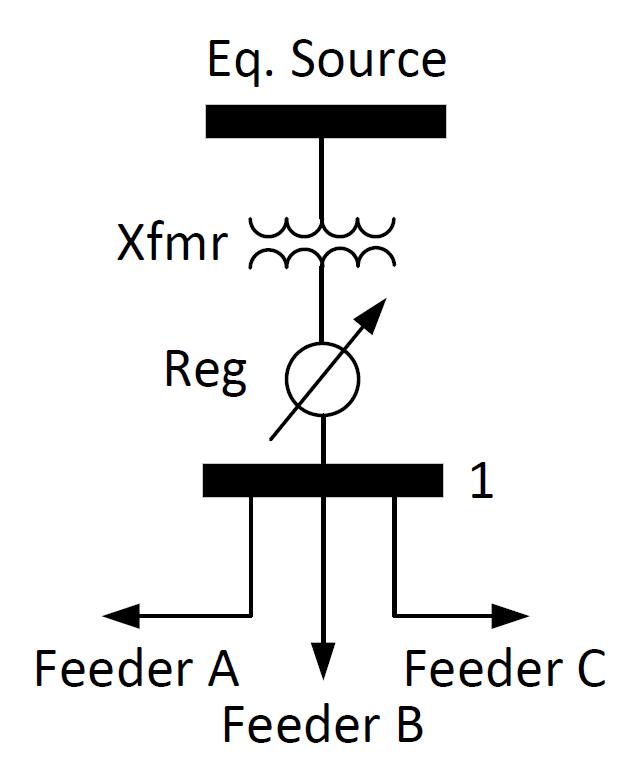 Eq. Source
Xfmr
Reg
1
Feeder A
Feeder B
Feeder C